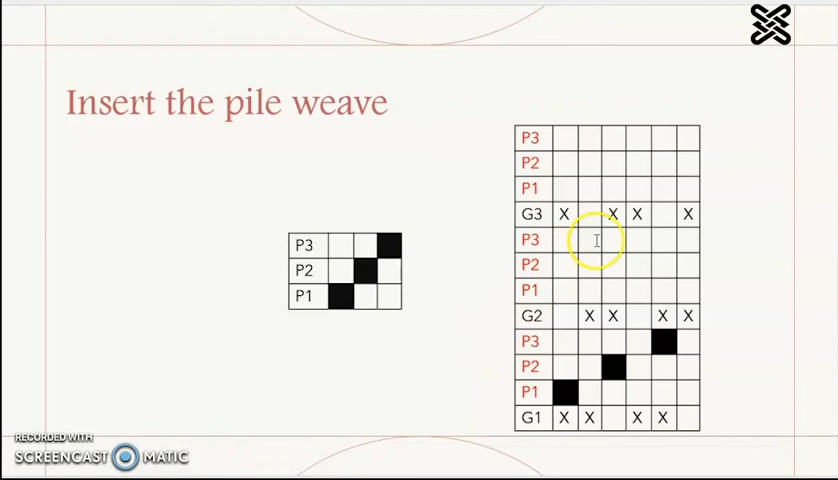 Insert the pile weave
P3
P2
P1
P3
P2
P1
G3 X X X X
P3
P2
P1
G2 X X X X
P3
P2
P1
G1 X X X X
RECORDED WITH
SCREENCAST MATIC